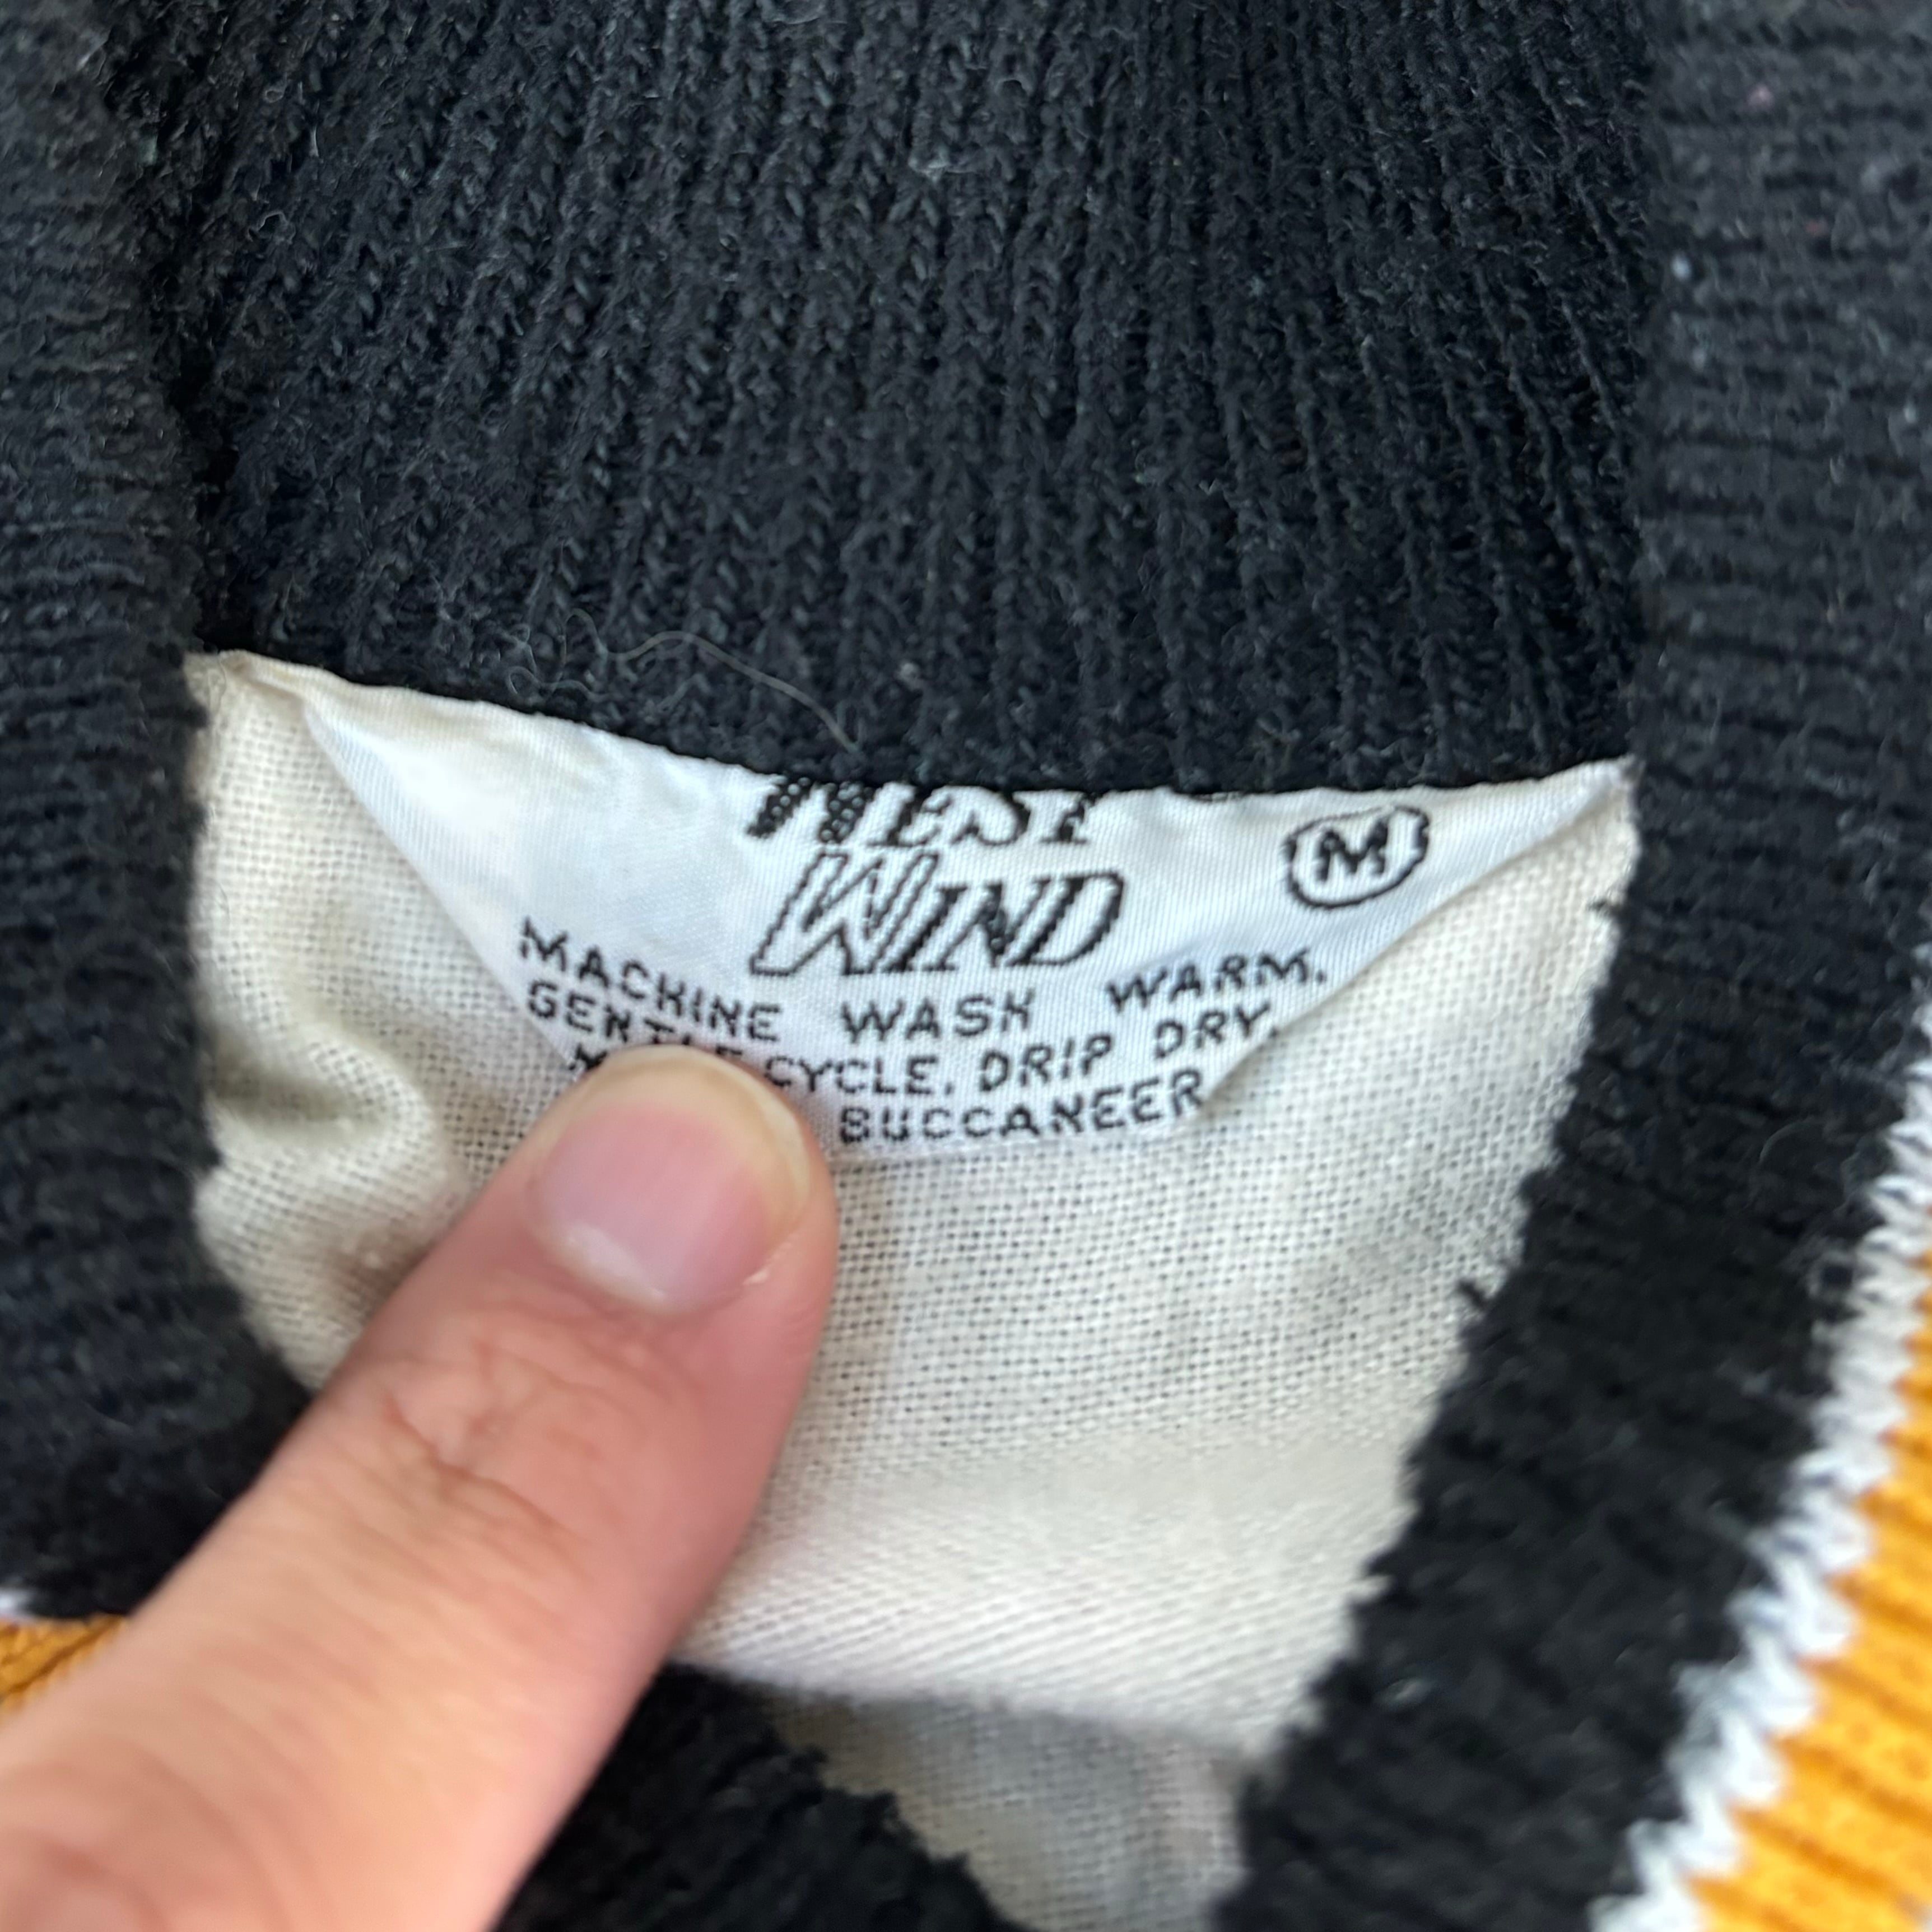 WEST
WIND
M
MACHINE WASH WARM.
GENTLE CYCLE. DRIP DRY.
BUCCANEER